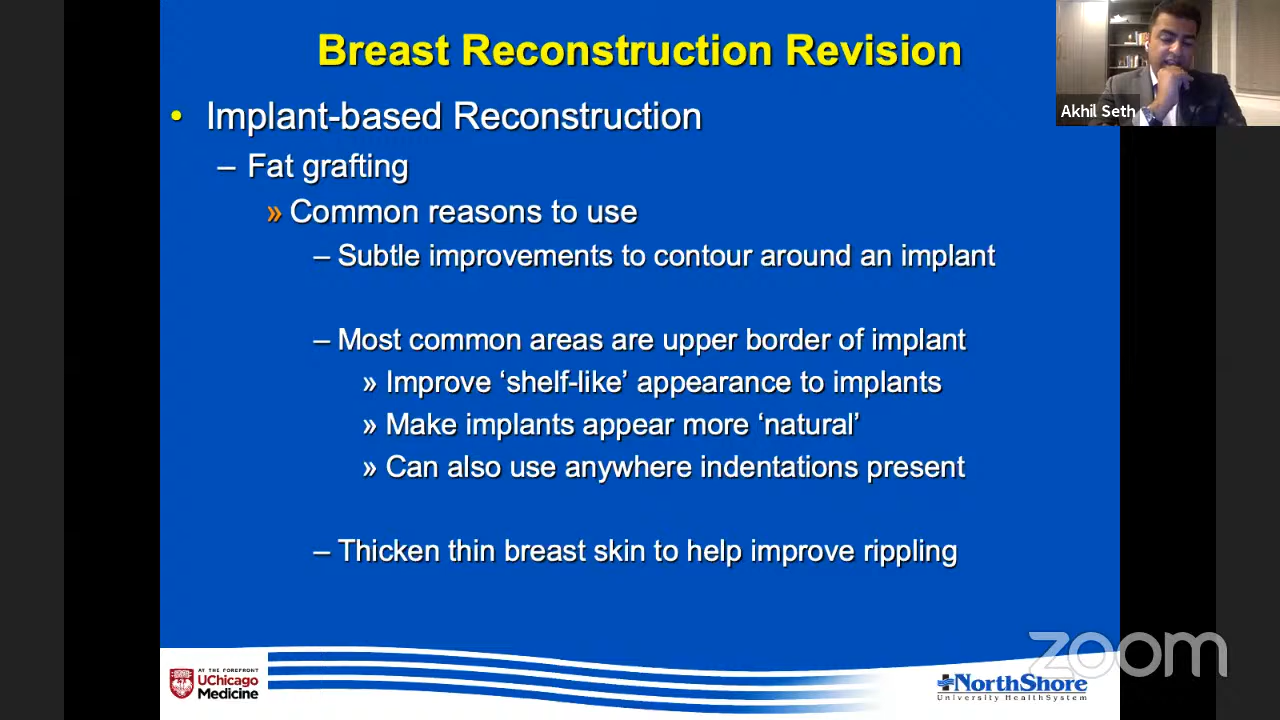 Breast Reconstruction Revision
Akhil Seth
• Implant-based Reconstruction
– Fat grafting
» Common reasons to use
– Subtle improvements to contour around an implant
– Most common areas are upper border of implant
» Improve ‘shelf-like’ appearance to implants
» Make implants appear more ‘natural’
» Can also use anywhere indentations present
– Thicken thin breast skin to help improve rippling
zoom
AT THE FOREFRONT
UChicago
Medicine
NorthShore
University HealthSystem